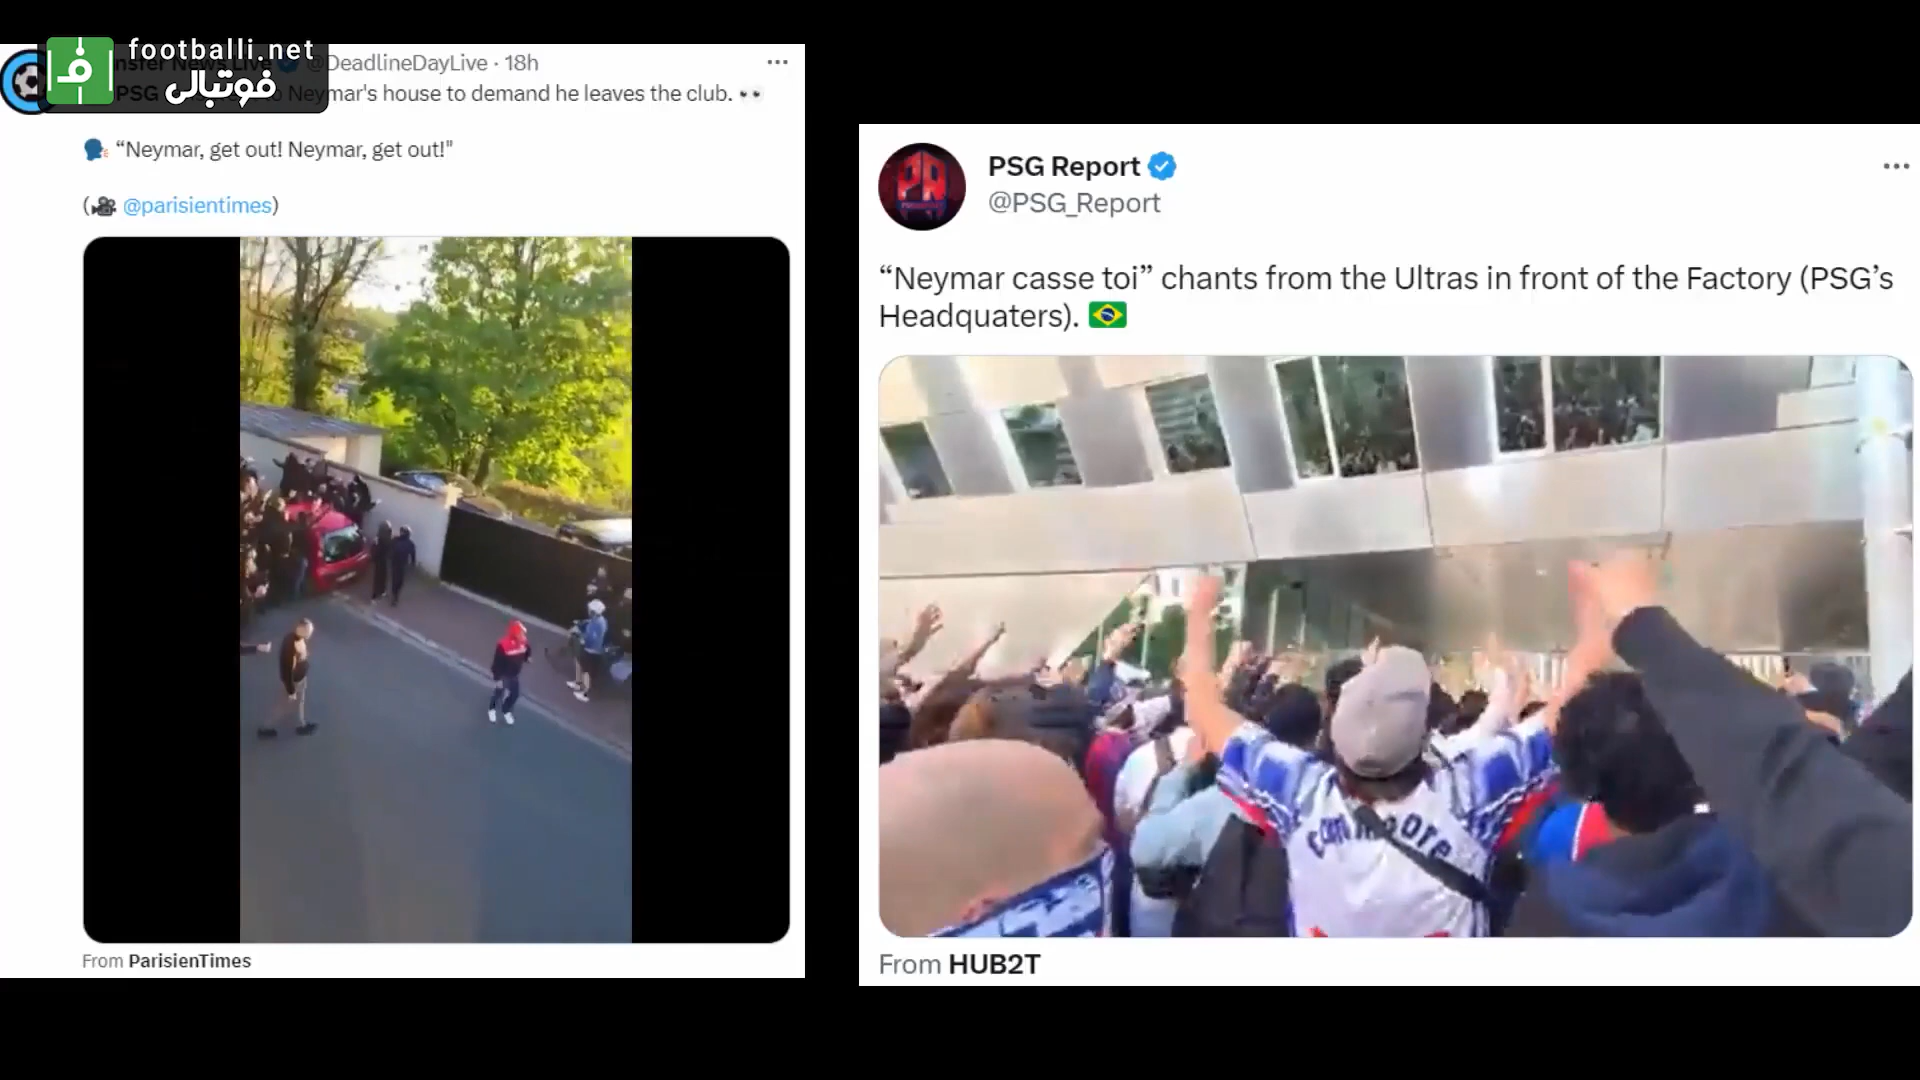 footballi.net
فوتبالی
@DeadlineDayLive · 18h
PSG
Neymar's house to demand he leaves the club. 👀
🗣️ “Neymar, get out! Neymar, get out!"
(🎥 @parisientimes)
From ParisienTimes
PSG Report
@PSG_Report
“Neymar casse toi” chants from the Ultras in front of the Factory (PSG’s
Headquaters). 🇧🇷
From HUB2T